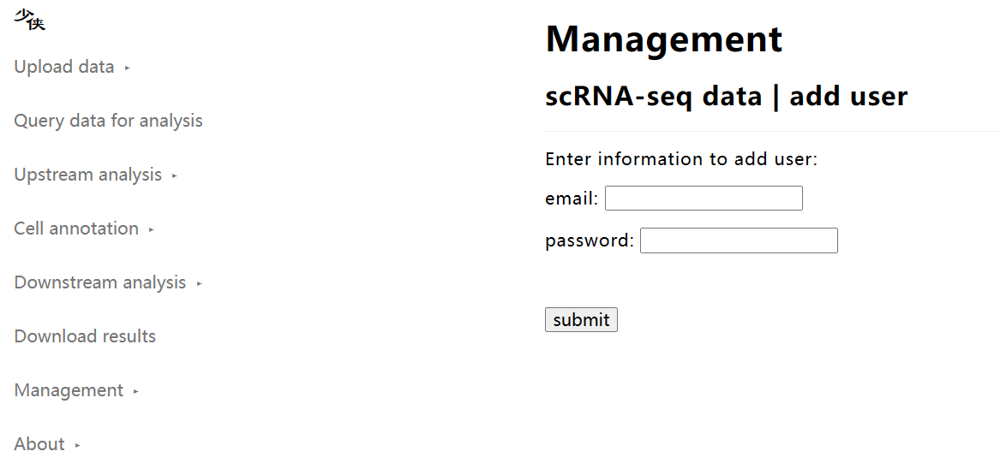 少侠
Upload data ▸
Query data for analysis
Upstream analysis ▸
Cell annotation ▸
Downstream analysis ▸
Download results
Management ▸
About ▸
Management
scRNA-seq data | add user
Enter information to add user:
email:
password:
submit